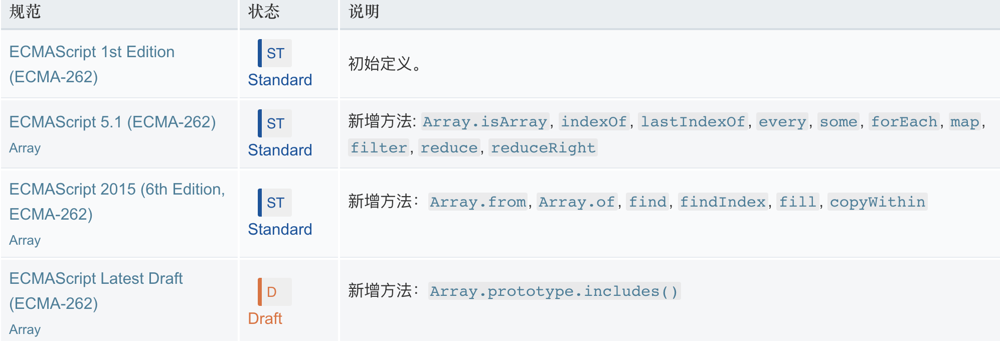 规范 状态 说明
ECMAScript 1st Edition
(ECMA-262)
ST
Standard
初始定义。
ECMAScript 5.1 (ECMA-262)
Array
ST
Standard
新增方法: Array.isArray, indexOf, lastIndexOf, every, some, forEach, map,
filter, reduce, reduceRight
ECMAScript 2015 (6th Edition,
ECMA-262)
Array
ST
Standard
新增方法：Array.from, Array.of, find, findIndex, fill, copyWithin
ECMAScript Latest Draft
(ECMA-262)
Array
D
Draft
新增方法：Array.prototype.includes()